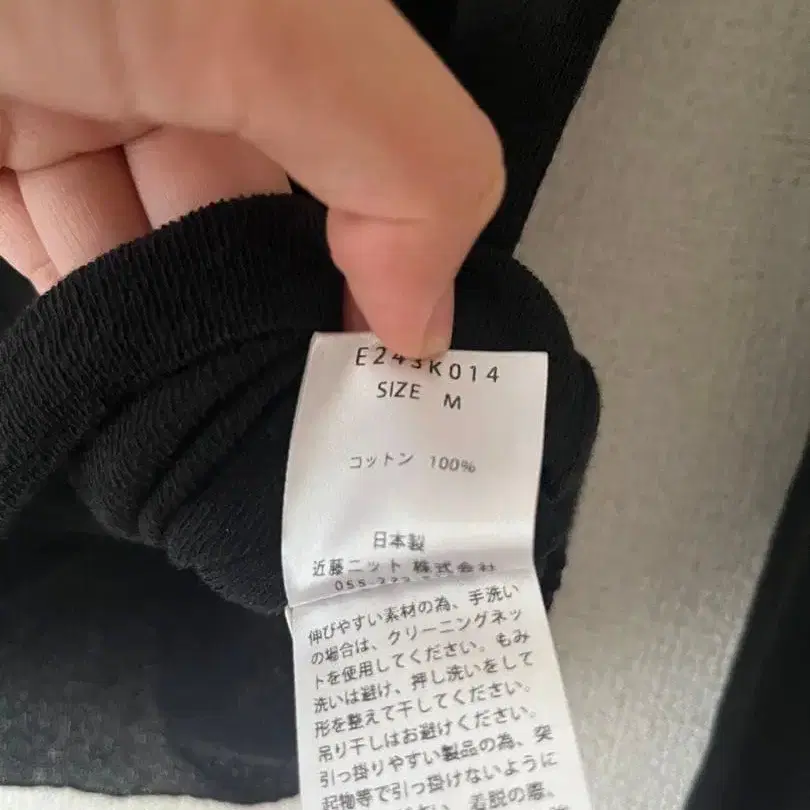 E243K014
SIZE M
コットン 100%
日本製
近藤ニット 株式会社
伸びやすい素材の為、手洗い
の場合は、クリーニングネッ
トを使用してください。もみ
洗いは避け、押し洗いをして
形を整えて干してください。
吊り干しはお避けください。
引っ掛りやすい製品の為、突
起物等で引っ掛けないように
着脱の際、